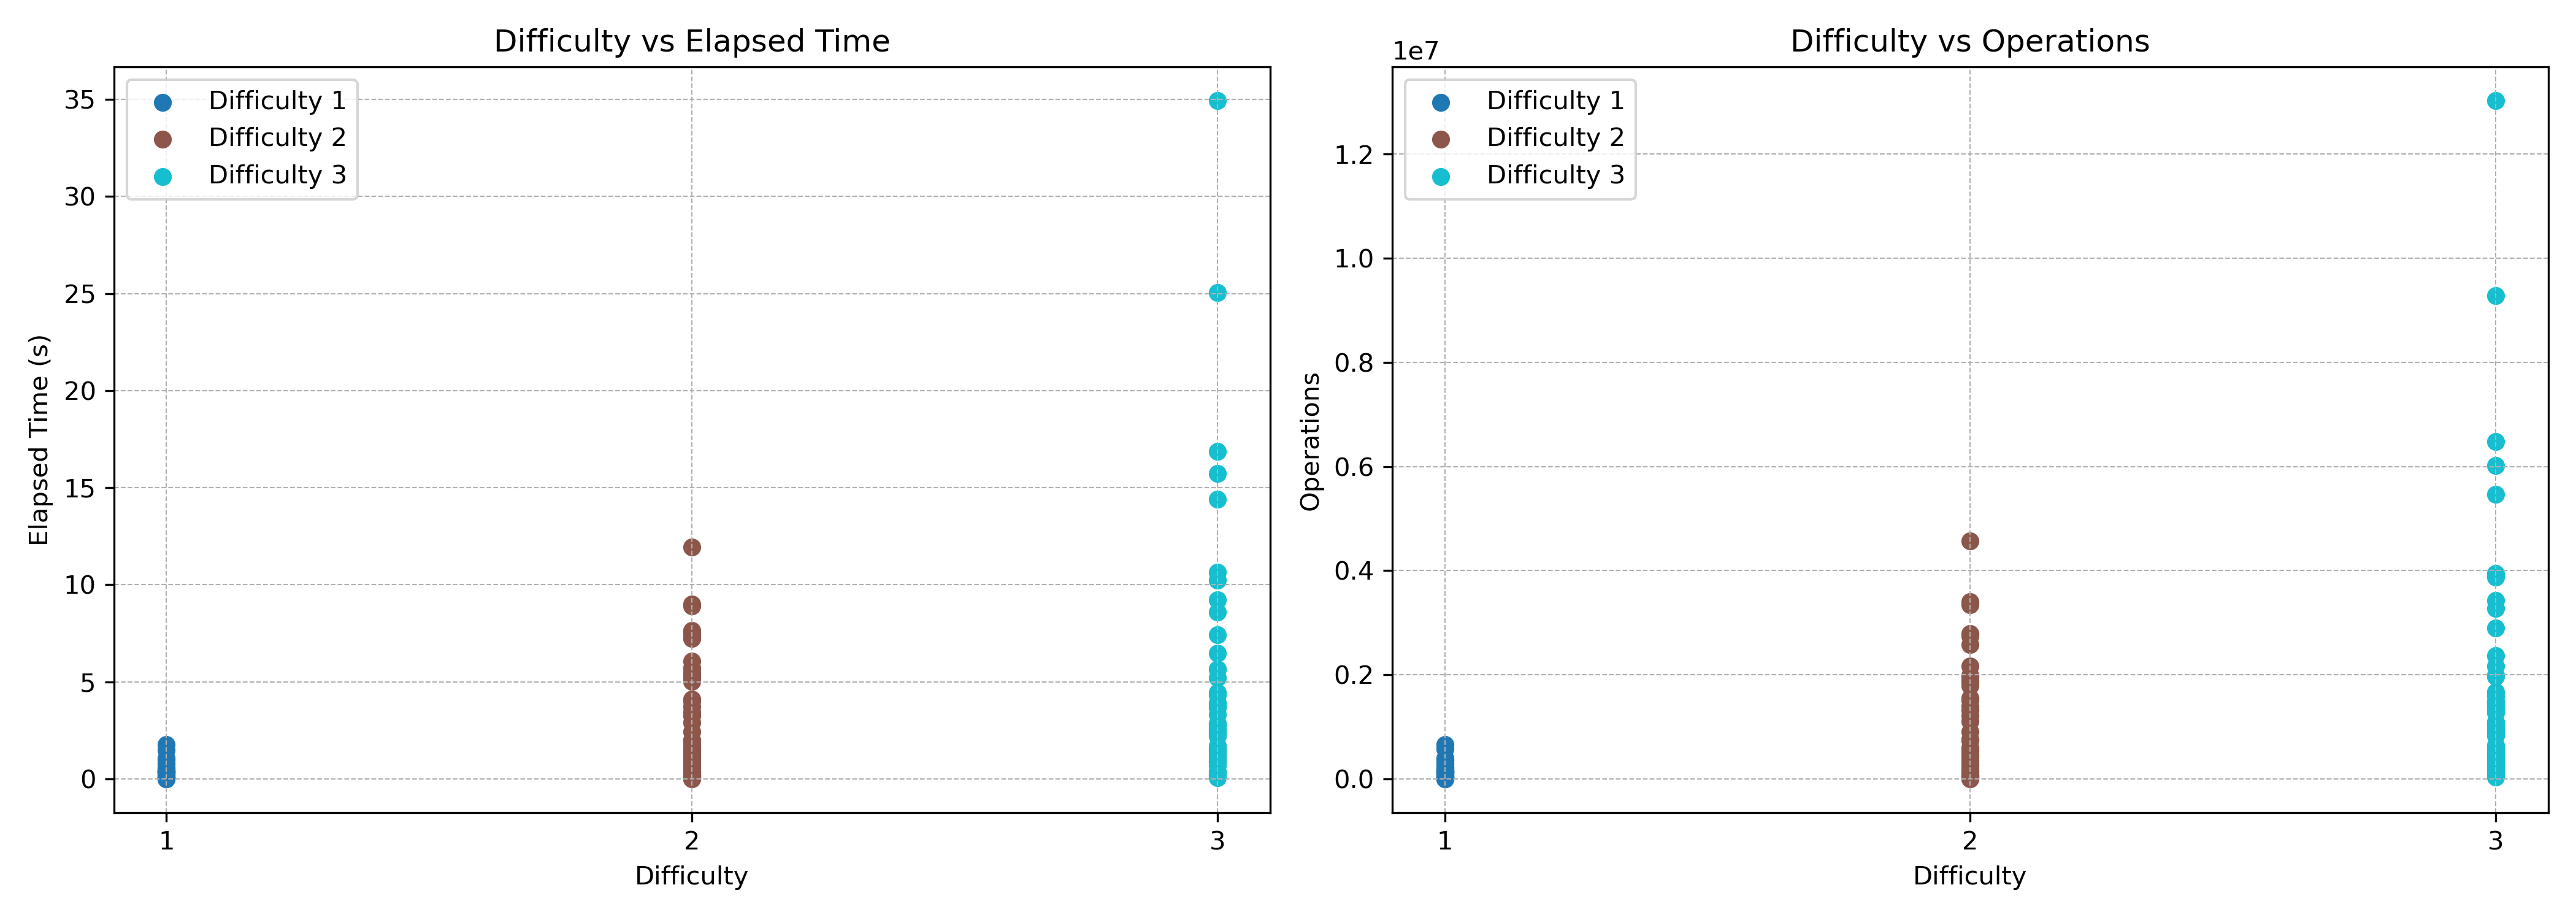 Difficulty vs Elapsed Time
Difficulty 1
Difficulty 2
Difficulty 3
Elapsed Time (s)
35
30
25
20
15
10
5
0
1 2 3
Difficulty
Difficulty vs Operations
1e7
Difficulty 1
Difficulty 2
Difficulty 3
Operations
1.2
1.0
0.8
0.6
0.4
0.2
0.0
1 2 3
Difficulty